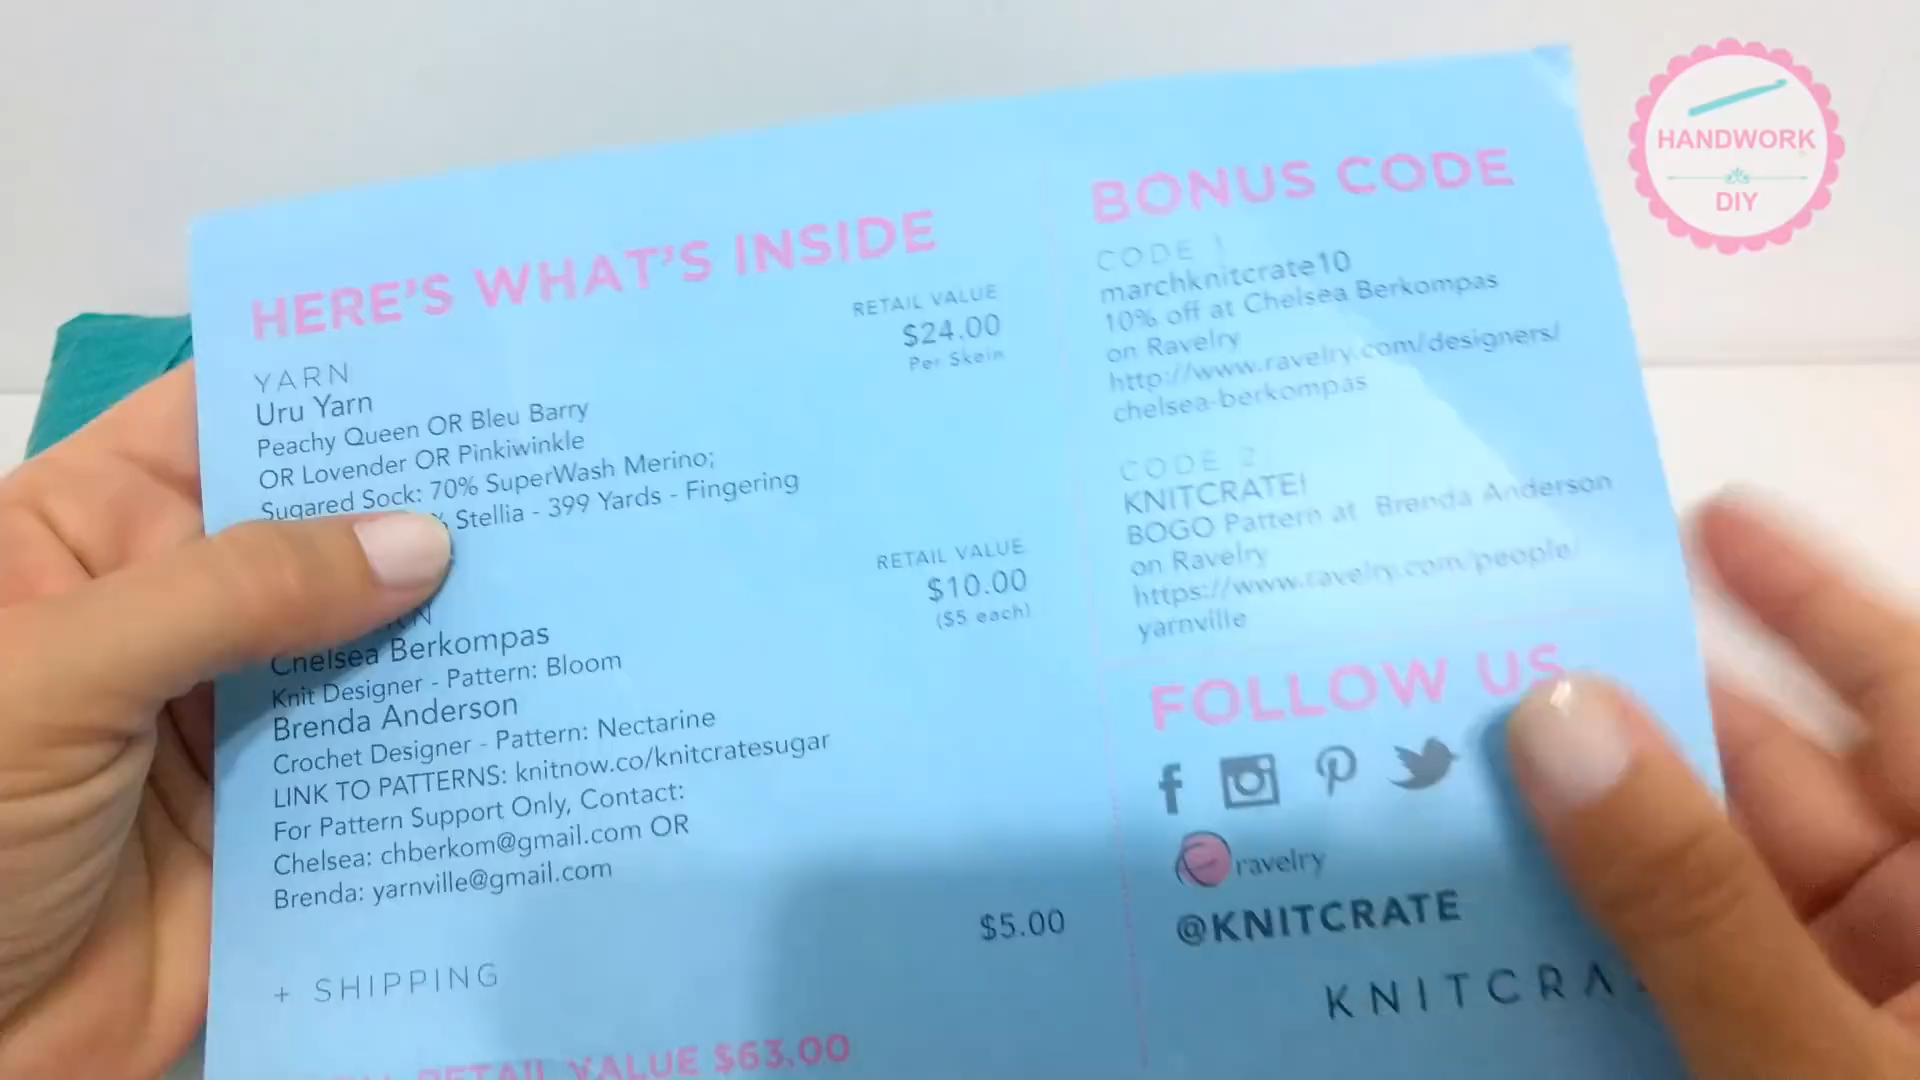 HERE'S WHAT'S INSIDE
YARN
RETAIL VALUE
$24.00
Per Skein
Uru Yarn
Peachy Queen OR Bleu Barry
OR Lovender OR Pinkiwinkle
Sugared Sock: 70% SuperWash Merino;
% Stellia - 399 Yards - Fingering
RETAIL VALUE
$10.00
($5 each)
Chelsea Berkompas
Knit Designer - Pattern: Bloom
Brenda Anderson
Crochet Designer - Pattern: Nectarine
LINK TO PATTERNS: knitnow.co/knitcratesugar
For Pattern Support Only, Contact:
Chelsea: chberkom@gmail.com OR
Brenda: yarnville@gmail.com
$5.00
+ SHIPPING
RETAIL VALUE $63.00
BONUS CODE
CODE 1
marchknitcrate10
10% off at Chelsea Berkompas
on Ravelry
http://www.ravelry.com/designers/
chelsea-berkompas
CODE 2
KNITCRATE1
BOGO Pattern at Brenda Anderson
on Ravelry
https://www.ravelry.com/people/
yarnville
FOLLOW US
ravelry
@KNITCRATE
KNITCRA
HANDWORK
DIY